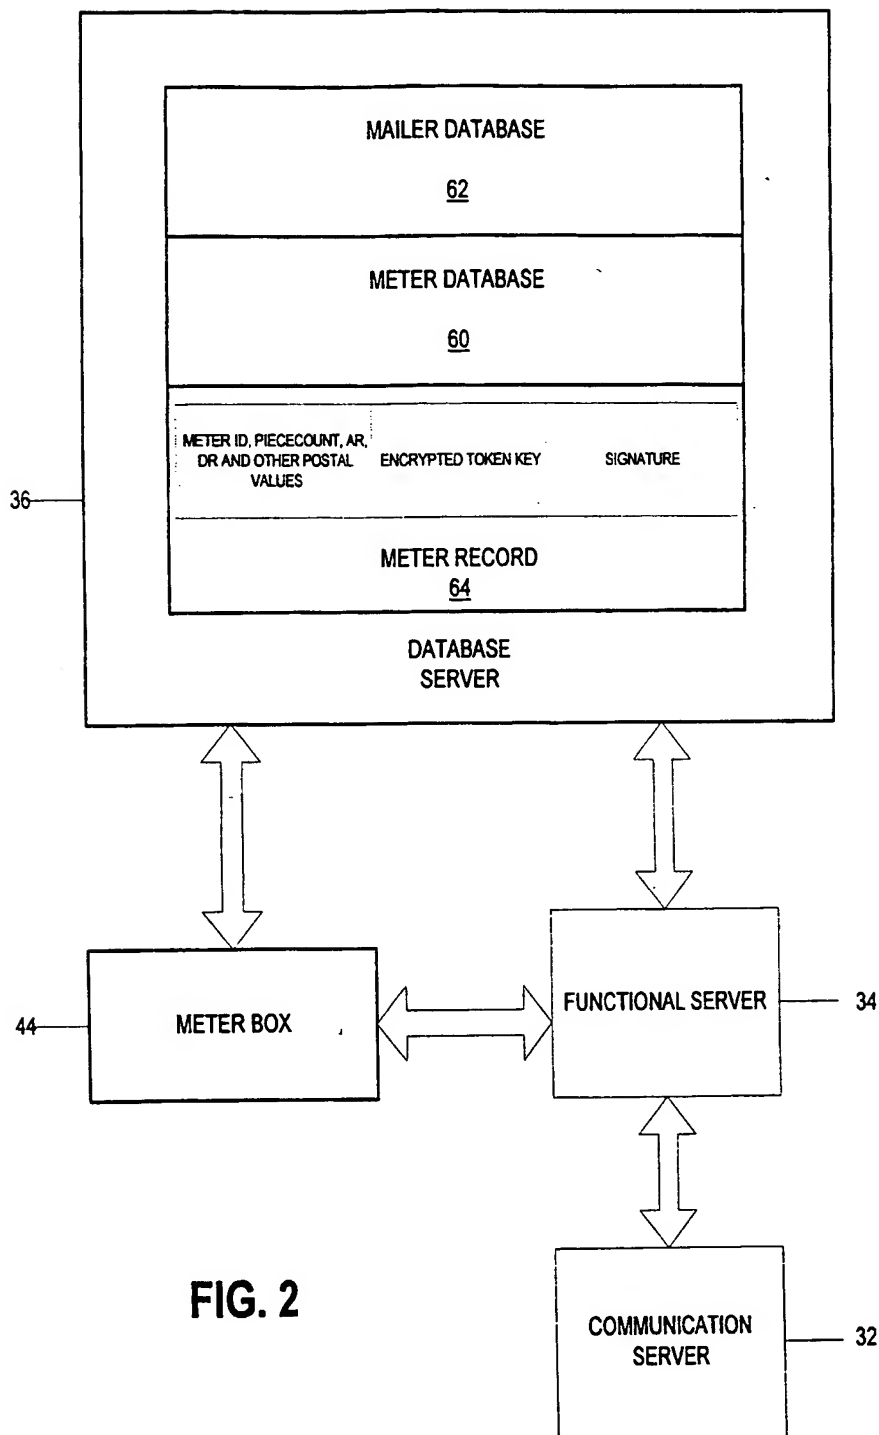 MAILER DATABASE
62
METER DATABASE
60
METER ID, PIECECOUNT, AR,
DR AND OTHER POSTAL
VALUES
ENCRYPTED TOKEN KEY
SIGNATURE
36
METER RECORD
64
DATABASE
SERVER
44
METER BOX
FUNCTIONAL SERVER
34
FIG. 2
COMMUNICATION
SERVER
32